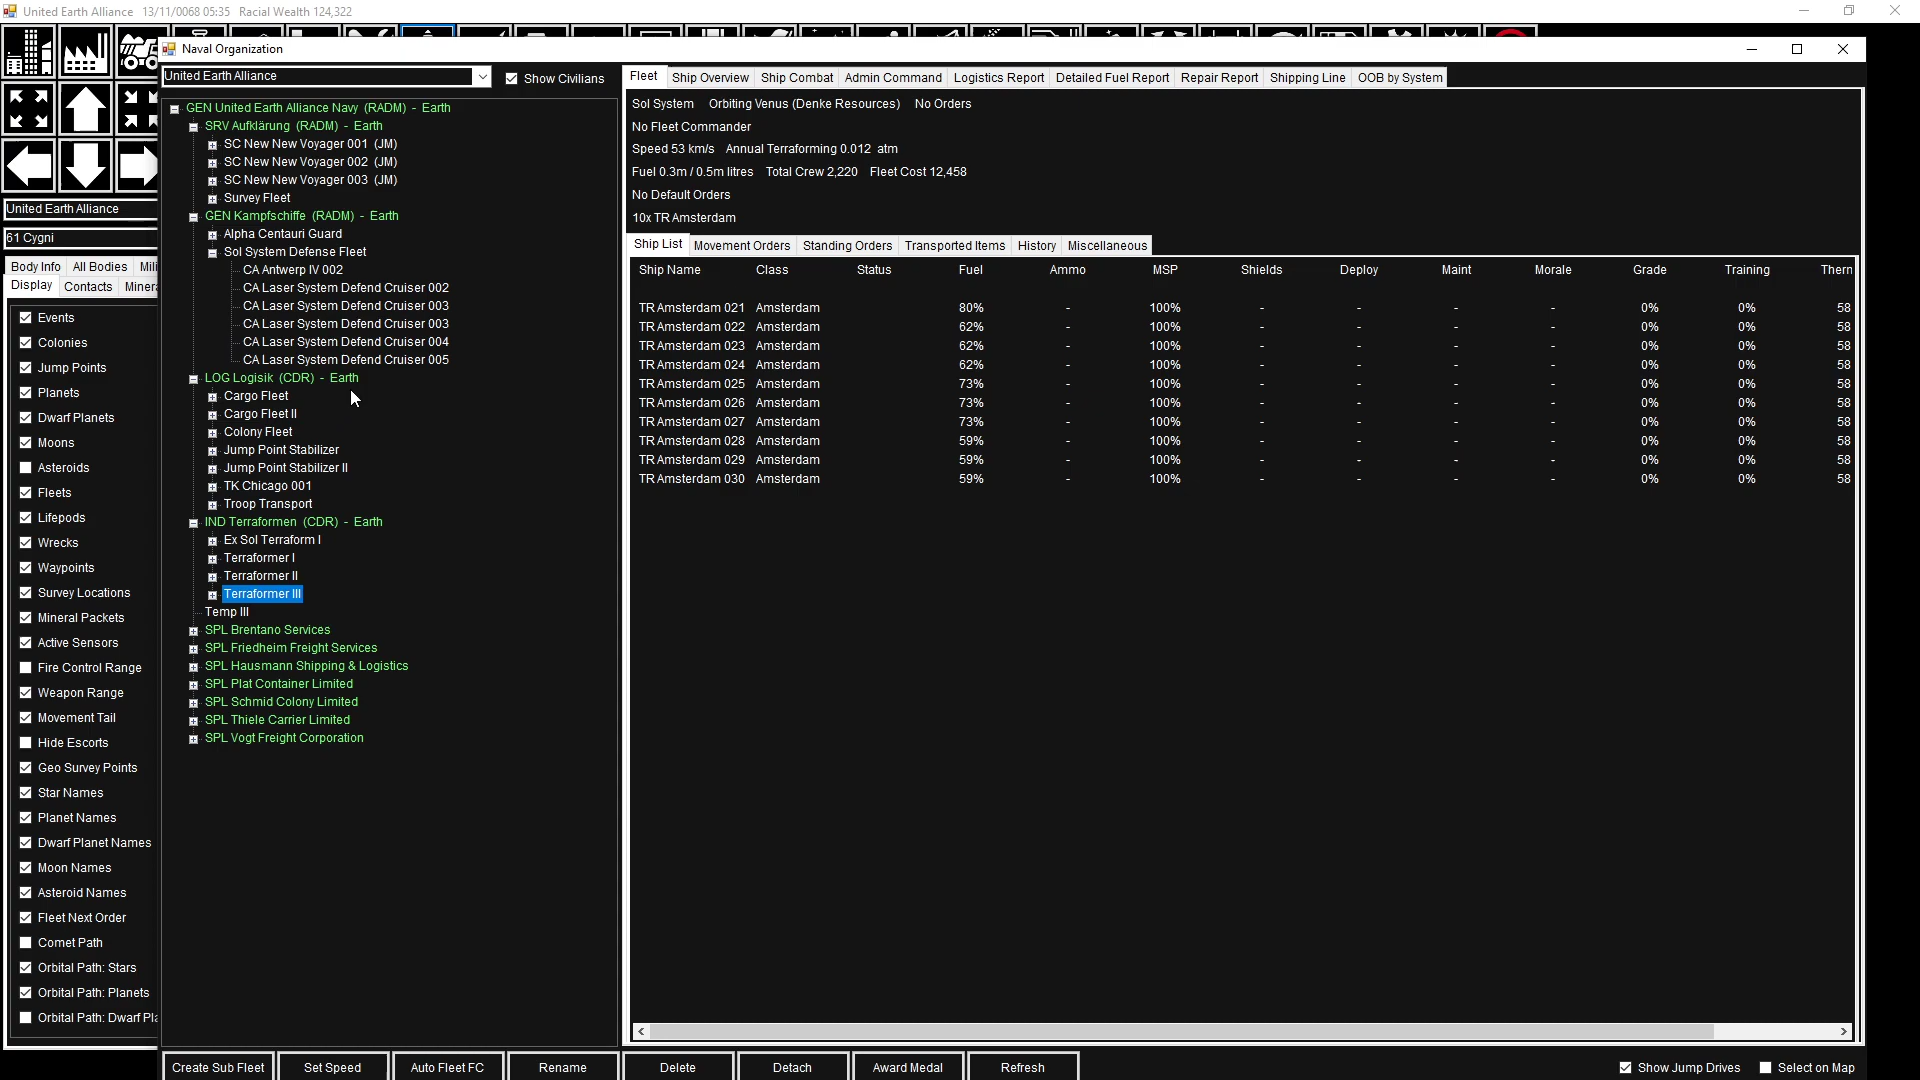 United Earth Alliance   13/11/0068 05:35   Racial Wealth 124,322
Naval Organization
United Earth Alliance
Show Civilians
Fleet   Ship Overview   Ship Combat   Admin Command   Logistics Report   Detailed Fuel Report   Repair Report   Shipping Line   OOB by System
GEN United Earth Alliance Navy (RADM) - Earth
SRV Aufklärung (RADM) - Earth
SC New New Voyager 001 (JM)
SC New New Voyager 002 (JM)
SC New New Voyager 003 (JM)
Survey Fleet
GEN Kampfschiffe (RADM) - Earth
Alpha Centauri Guard
Sol System Defense Fleet
CA Antwerp IV 002
CA Laser System Defend Cruiser 002
CA Laser System Defend Cruiser 003
CA Laser System Defend Cruiser 003
CA Laser System Defend Cruiser 004
CA Laser System Defend Cruiser 005
LOG Logisik (CDR) - Earth
Cargo Fleet
Cargo Fleet II
Colony Fleet
Jump Point Stabilizer
Jump Point Stabilizer II
TK Chicago 001
Troop Transport
IND Terraformen (CDR) - Earth
Ex Sol Terraform I
Terraformer I
Terraformer II
Terraformer III
Temp III
SPL Brentano Services
SPL Friedheim Freight Services
SPL Hausmann Shipping & Logistics
SPL Plat Container Limited
SPL Schmid Colony Limited
SPL Thiele Carrier Limited
SPL Vogt Freight Corporation
Sol System   Orbiting Venus (Denke Resources)   No Orders
No Fleet Commander
Speed 53 km/s   Annual Terraforming 0.012 atm
Fuel 0.3m / 0.5m litres   Total Crew 2,220   Fleet Cost 12,458
No Default Orders
10x TR Amsterdam
Ship List   Movement Orders   Standing Orders   Transported Items   History   Miscellaneous
Ship Name   Class   Status   Fuel   Ammo   MSP   Shields   Deploy   Maint   Morale   Grade   Training   Therm
TR Amsterdam 021   Amsterdam   80%   -   100%   -   -   -   -   0%   0%   58
TR Amsterdam 022   Amsterdam   62%   -   100%   -   -   -   -   0%   0%   58
TR Amsterdam 023   Amsterdam   62%   -   100%   -   -   -   -   0%   0%   58
TR Amsterdam 024   Amsterdam   62%   -   100%   -   -   -   -   0%   0%   58
TR Amsterdam 025   Amsterdam   73%   -   100%   -   -   -   -   0%   0%   58
TR Amsterdam 026   Amsterdam   73%   -   100%   -   -   -   -   0%   0%   58
TR Amsterdam 027   Amsterdam   73%   -   100%   -   -   -   -   0%   0%   58
TR Amsterdam 028   Amsterdam   59%   -   100%   -   -   -   -   0%   0%   58
TR Amsterdam 029   Amsterdam   59%   -   100%   -   -   -   -   0%   0%   58
TR Amsterdam 030   Amsterdam   59%   -   100%   -   -   -   -   0%   0%   58
United Earth Alliance
61 Cygni
Body Info   All Bodies   Mili
Display   Contacts   Minera
Events
Colonies
Jump Points
Planets
Dwarf Planets
Moons
Asteroids
Fleets
Lifepods
Wrecks
Waypoints
Survey Locations
Mineral Packets
Active Sensors
Fire Control Range
Weapon Range
Movement Tail
Hide Escorts
Geo Survey Points
Star Names
Planet Names
Dwarf Planet Names
Moon Names
Asteroid Names
Fleet Next Order
Comet Path
Orbital Path: Stars
Orbital Path: Planets
Orbital Path: Dwarf Pla
Create Sub Fleet   Set Speed   Auto Fleet FC   Rename   Delete   Detach   Award Medal   Refresh   Show Jump Drives   Select on Map